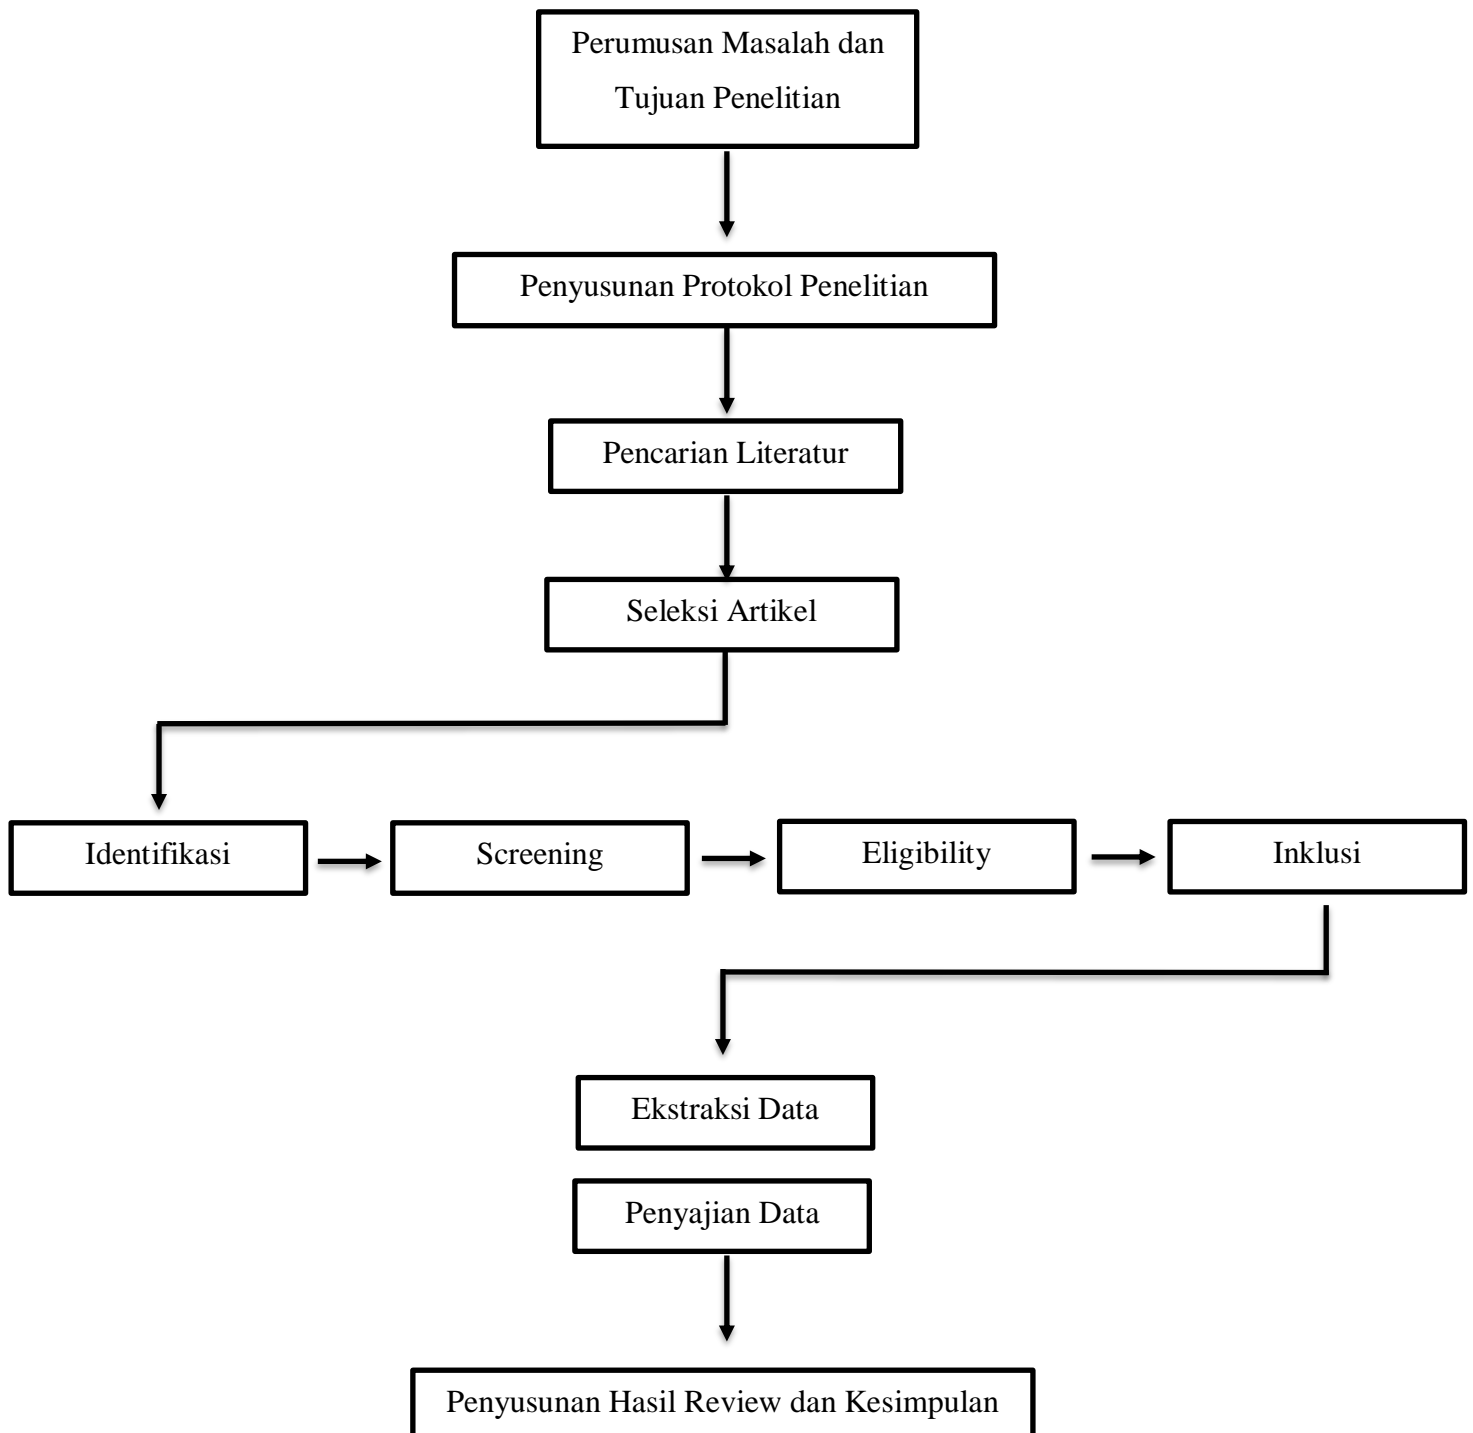 Perumusan Masalah dan
Tujuan Penelitian
Penyusunan Protokol Penelitian
Pencarian Literatur
Seleksi Artikel
Identifikasi
Screening
Eligibility
Inklusi
Ekstraksi Data
Penyajian Data
Penyusunan Hasil Review dan Kesimpulan